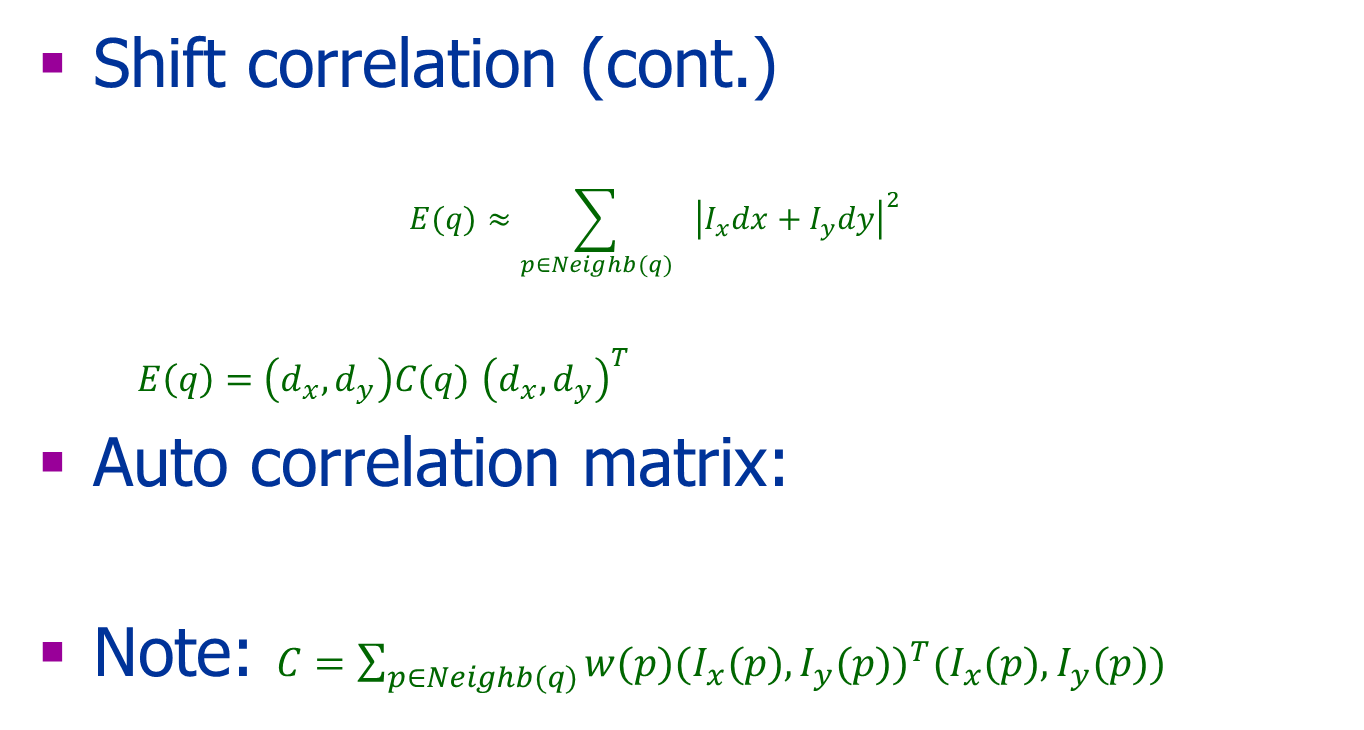 ▪ Shift correlation (cont.)
E(q) ≈ ∑_{p∈Neighb(q)} |I_x dx + I_y dy|^2
E(q) = (d_x, d_y)C(q) (d_x, d_y)^T
▪ Auto correlation matrix:
▪ Note: C = ∑_{p∈Neighb(q)} w(p)(I_x(p), I_y(p))^T(I_x(p), I_y(p))